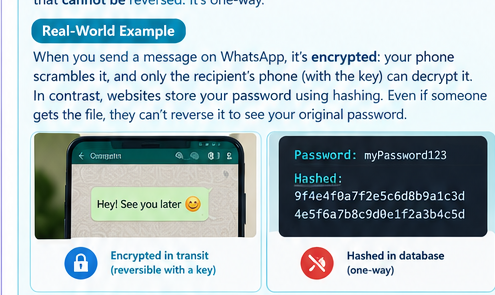 that cannot be reversed. It's one-way.
Real-World Example
When you send a message on WhatsApp, it's encrypted: your phone
scrambles it, and only the recipient's phone (with the key) can decrypt it.
In contrast, websites store your password using hashing. Even if someone
gets the file, they can't reverse it to see your original password.
Hey! See you later 😊
Encrypted in transit
(reversible with a key)
Password: myPassword123
Hashed:
9f4e4f0a7f2e5c6d8b9a1c3d
4e5f6a7b8c9d0e1f2a3b4c5d
Hashed in database
(one-way)